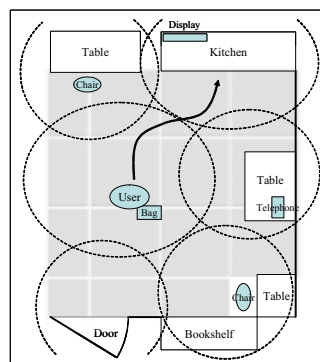 Display
Table
Kitchen
Chair
Table
User
Bag
Telephone
Chair
Table
Door
Bookshelf